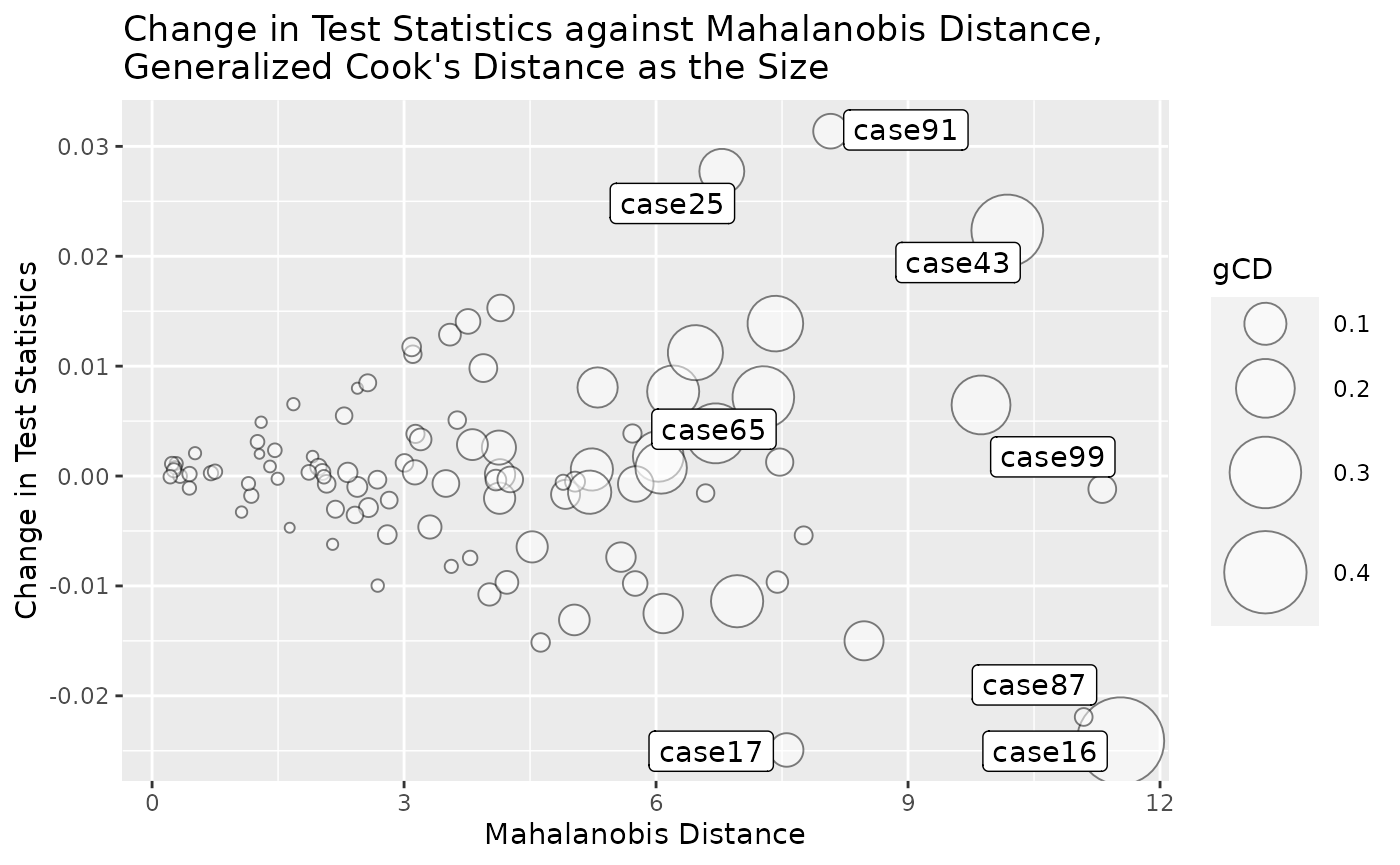 Change in Test Statistics against Mahalanobis Distance,
Generalized Cook's Distance as the Size
Change in Test Statistics
0.03
0.02
0.01
0.00
-0.01
-0.02
case91
case25
case43
case65
case99
case87
case17
case16
0
3
6
9
12
Mahalanobis Distance
gCD
0.1
0.2
0.3
0.4